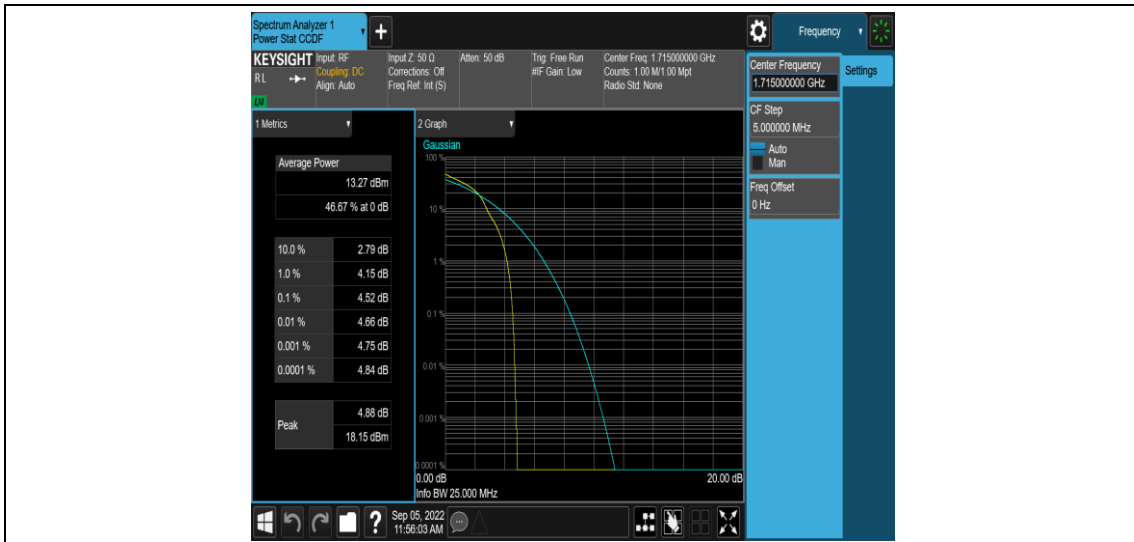 Spectrum Analyzer 1
Power Stat CCDF
+
Frequency
KEYSIGHT
RL
Input: RF
Coupling: DC
Align: Auto
Input Z: 50 Ω
Corrections: Off
Freq Ref: Int (S)
Atten: 50 dB
Trig: Free Run
#IF Gain: Low
Center Freq: 1.715000000 GHz
Counts: 1.00 M/1.00 Mpt
Radio Std: None
Center Frequency
1.715000000 GHz
Settings
CF Step
5.000000 MHz
Auto
Man
Freq Offset
0 Hz
1 Metrics
Average Power
13.27 dBm
46.67 % at 0 dB
10.0 % 2.79 dB
1.0 % 4.15 dB
0.1 % 4.52 dB
0.01 % 4.66 dB
0.001 % 4.75 dB
0.0001 % 4.84 dB
Peak
4.88 dB
18.15 dBm
2 Graph
Gaussian
100 %
10 %
1 %
0.1 %
0.01 %
0.001 %
0.0001 %
0.00 dB 20.00 dB
Info BW 25.000 MHz
?
Sep 05, 2022
11:56:03 AM